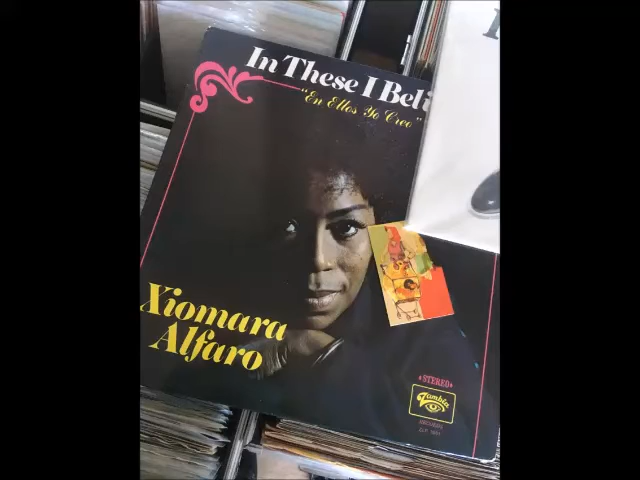 In These I Beli
"En Ellos Yo Creo"
Xiomara
Alfaro
★STEREO★